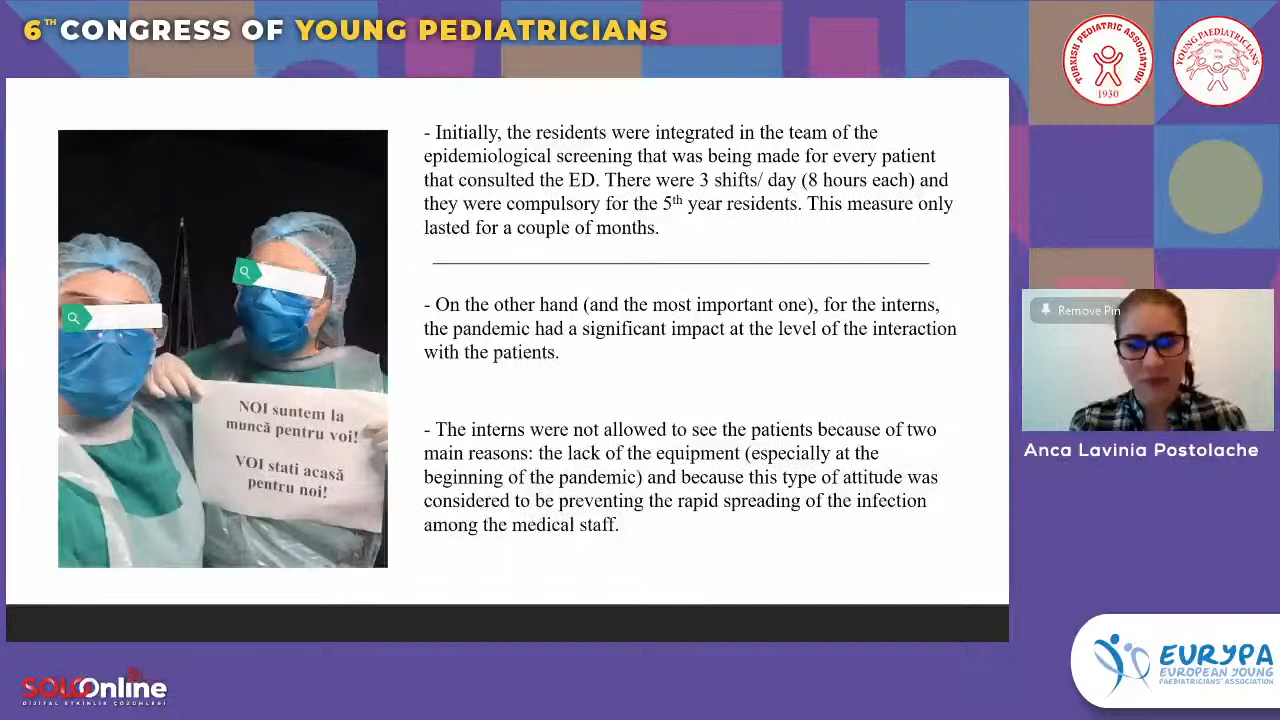 6TH CONGRESS OF YOUNG PEDIATRICIANS
TURKISH PEDIATRIC ASSOCIATION
1930
YOUNG PAEDIATRICIANS
- Initially, the residents were integrated in the team of the
epidemiological screening that was being made for every patient
that consulted the ED. There were 3 shifts/ day (8 hours each) and
they were compulsory for the 5th year residents. This measure only
lasted for a couple of months.
- On the other hand (and the most important one), for the interns,
the pandemic had a significant impact at the level of the interaction
with the patients.
- The interns were not allowed to see the patients because of two
main reasons: the lack of the equipment (especially at the
beginning of the pandemic) and because this type of attitude was
considered to be preventing the rapid spreading of the infection
among the medical staff.
NOI suntem la
muncă pentru voi!
VOI stati acasă
pentru noi!
Remove Pin
Anca Lavinia Postolache
SOLOOnline
DİJİTAL ETKİNLİK ÇÖZÜMLERİ
EURYPA
EUROPEAN YOUNG
PAEDIATRICIANS' ASSOCIATION